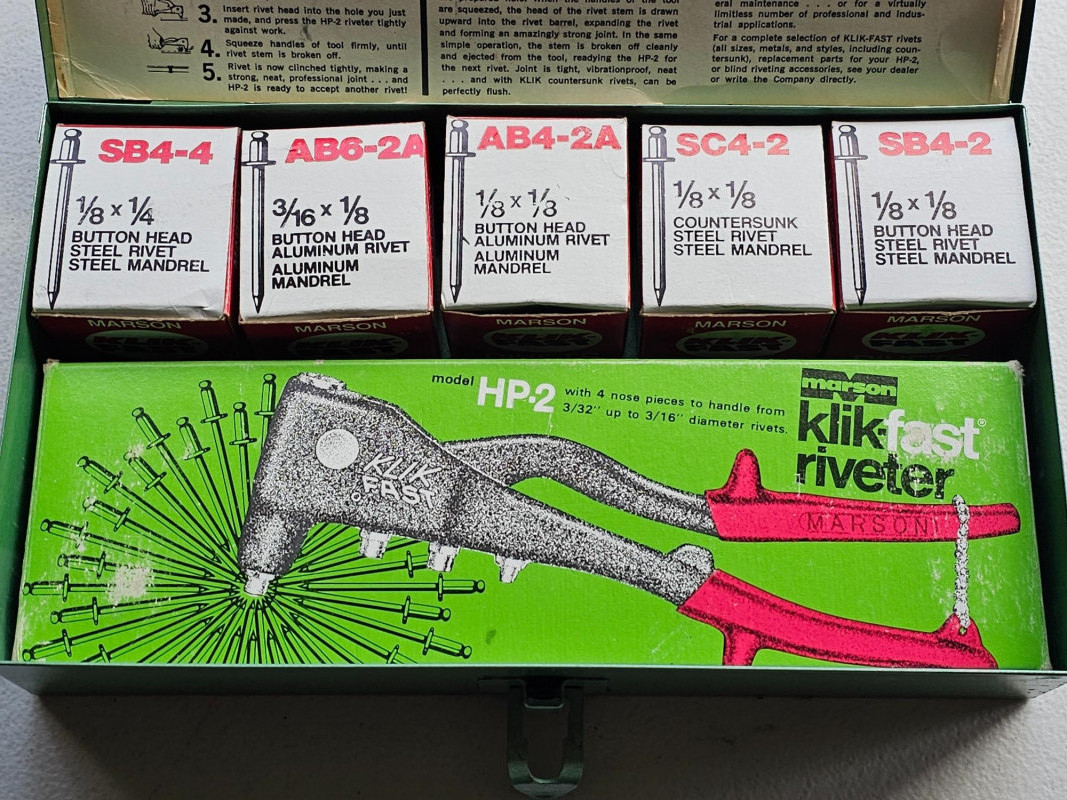 3. Insert rivet head into the hole you just
made, and press the HP-2 riveter tightly
against work.
4. Squeeze handles of tool firmly, until
rivet stem is broken off.
5. Rivet is now clinched tightly, making a
strong, neat, professional joint . . . and
HP-2 is ready to accept another rivet!
are squeezed, the head of the rivet stem is drawn
upward into the rivet barrel, expanding the rivet
and forming an amazingly strong joint. In the same
simple operation, the stem is broken off cleanly
and ejected from the tool, readying the HP-2 for
the next rivet. Joint is tight, vibrationproof, neat
. . . and with KLIK countersunk rivets, can be
perfectly flush.
eral maintenance . . . or for a virtually
limitless number of professional and indus-
trial applications.
For a complete selection of KLIK-FAST rivets
(all sizes, metals, and styles, including coun-
tersunk), replacement parts for your HP-2,
or blind riveting accessories, see your dealer
or write the Company directly.
SB4-4
1/8 x 1/4
BUTTON HEAD
STEEL RIVET
STEEL MANDREL
MARSON
KLIK
FAST
AB6-2A
3/16 x 1/8
BUTTON HEAD
ALUMINUM RIVET
ALUMINUM
MANDREL
MARSON
KLIK
FAST
AB4-2A
1/8 x 1/8
BUTTON HEAD
ALUMINUM RIVET
ALUMINUM
MANDREL
MARSON
KLIK
FAST
SC4-2
1/8 x 1/8
COUNTERSUNK
STEEL RIVET
STEEL MANDREL
MARSON
KLIK
FAST
SB4-2
1/8 x 1/8
BUTTON HEAD
STEEL RIVET
STEEL MANDREL
MARSON
KLIK
FAST
model HP-2 with 4 nose pieces to handle from
3/32" up to 3/16" diameter rivets.
marson
klik-fast®
riveter
KLIK
FAST
MARSON